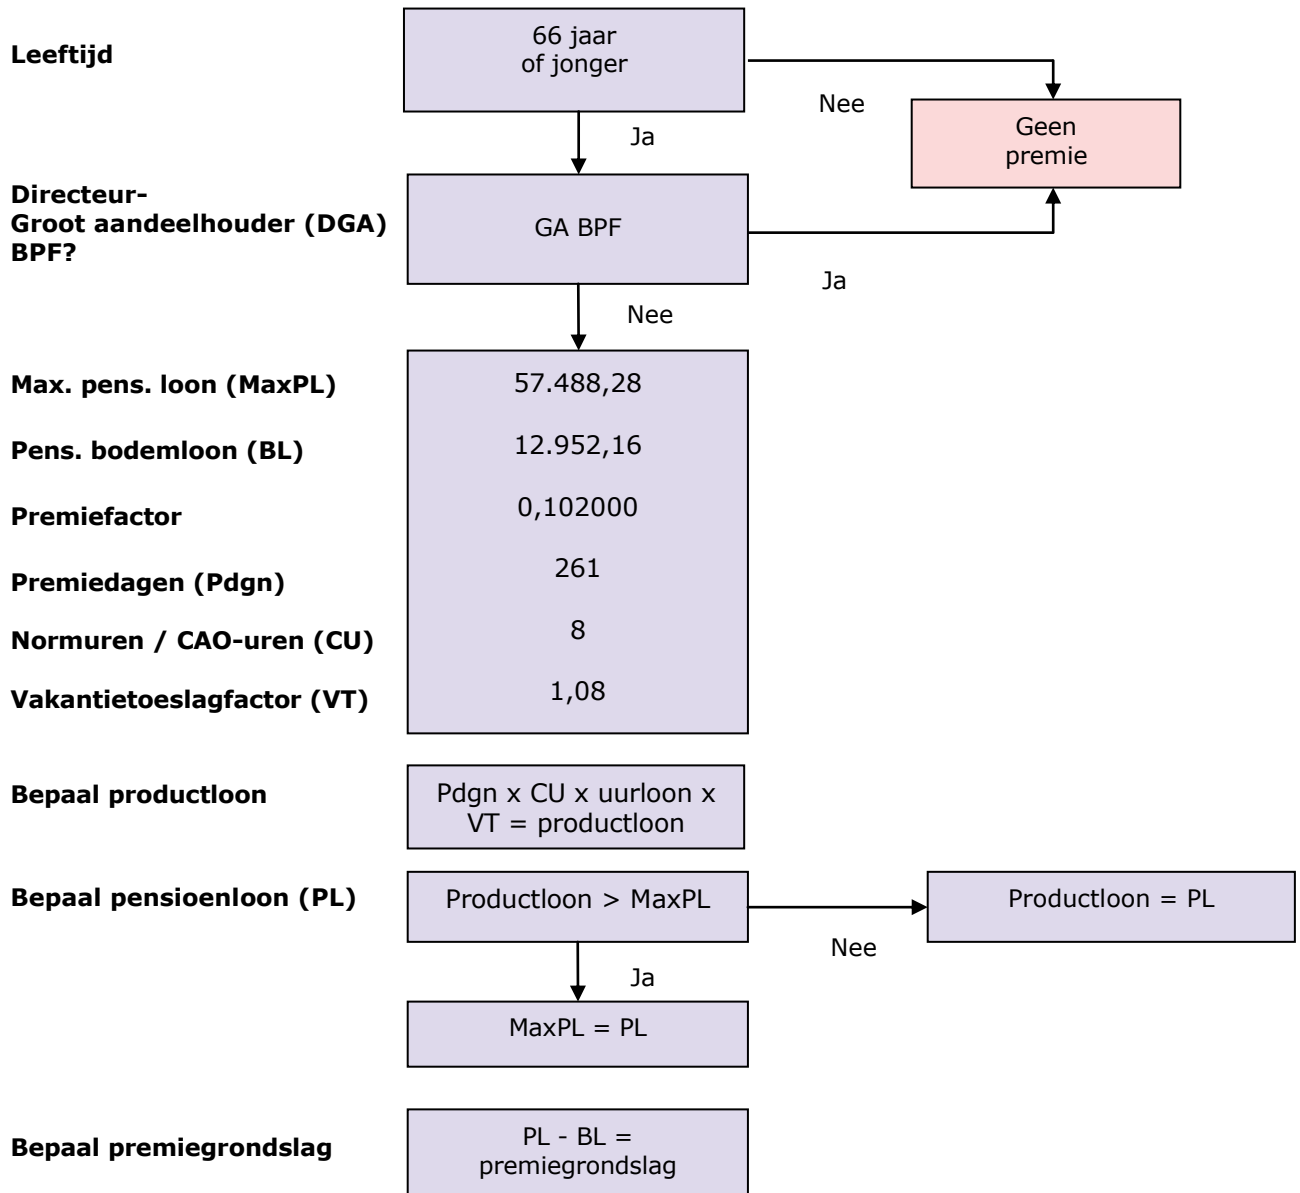 66 jaar
of jonger
Leeftijd
Nee
Geen
premie
Ja
Directeur-
Groot aandeelhouder (DGA)
BPF?
GA BPF
Ja
Nee
Max. pens. loon (MaxPL)
57.488,28
Pens. bodemloon (BL)
12.952,16
Premiefactor
0,102000
Premiedagen (Pdgn)
261
Normuren / CAO-uren (CU)
8
Vakantietoeslagfactor (VT)
1,08
Bepaal productloon
Pdgn x CU x uurloon x
VT = productloon
Bepaal pensioenloon (PL)
Productloon > MaxPL
Productloon = PL
Nee
Ja
MaxPL = PL
Bepaal premiegrondslag
PL - BL =
premiegrondslag